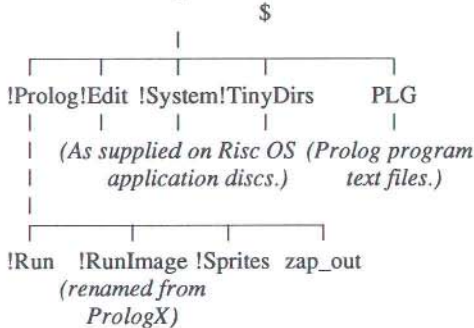 $
!Prolog !Edit !System !TinyDirs PLG
(As supplied on Risc OS (Prolog program
application discs.) text files.)
!Run !RunImage !Sprites zap_out
(renamed from
PrologX)